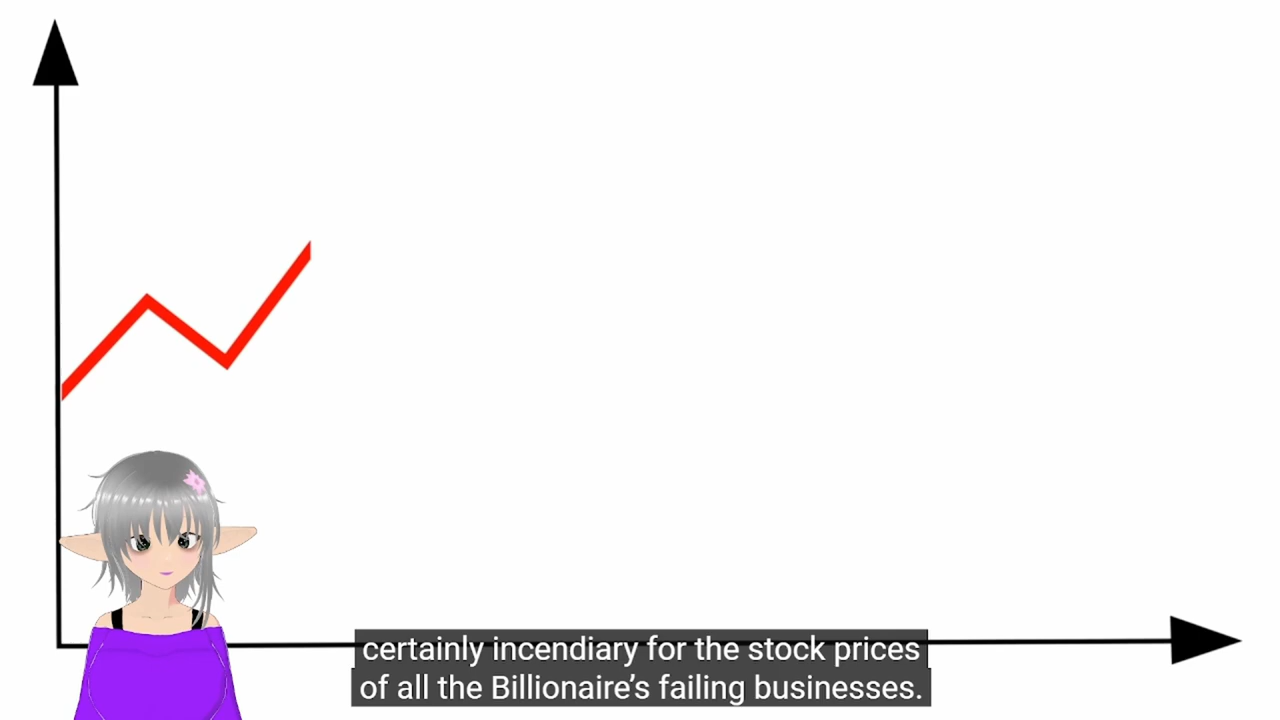 certainly incendiary for the stock prices
of all the Billionaire’s failing businesses.